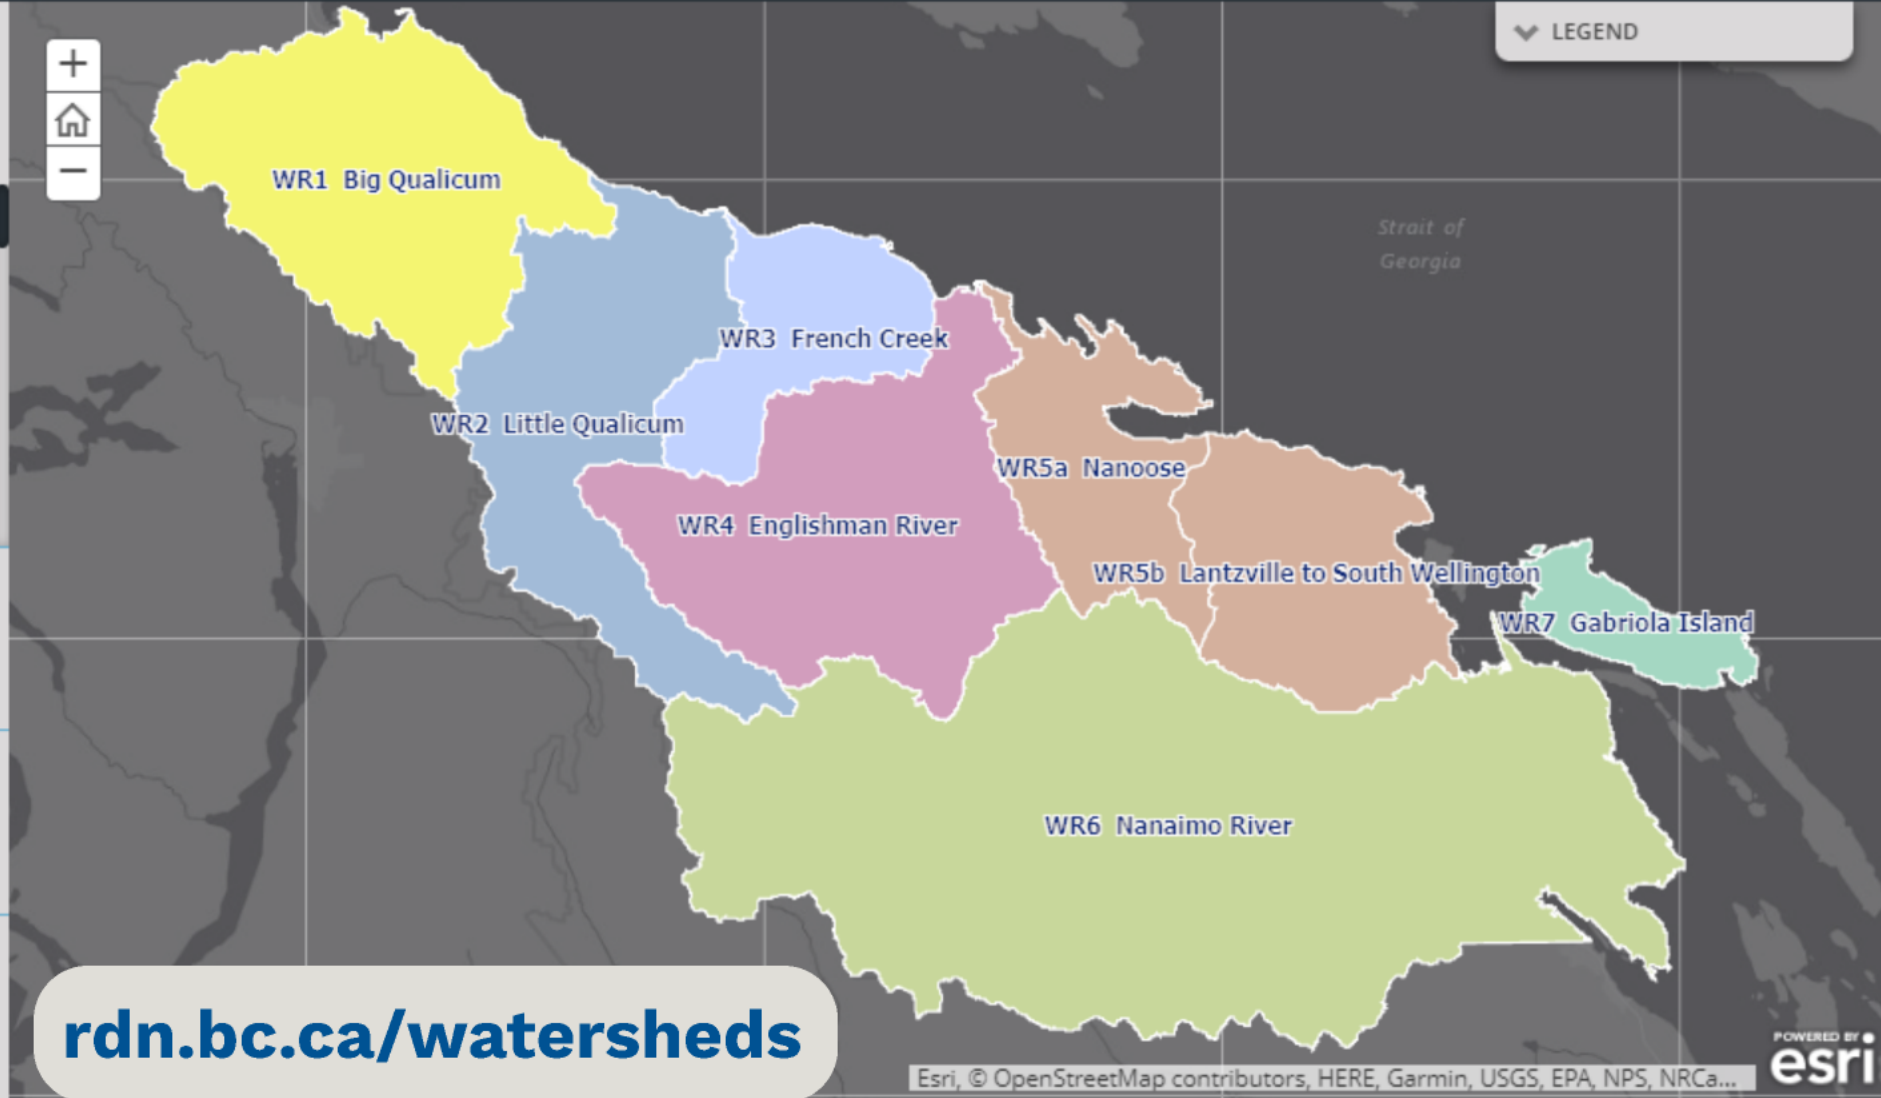 +
−
LEGEND
WR1 Big Qualicum
Strait of
Georgia
WR3 French Creek
WR2 Little Qualicum
WR5a Nanoose
WR4 Englishman River
WR5b Lantzville to South Wellington
WR7 Gabriola Island
WR6 Nanaimo River
rdn.bc.ca/watersheds
POWERED BY
esri
Esri, © OpenStreetMap contributors, HERE, Garmin, USGS, EPA, NPS, NRCa...